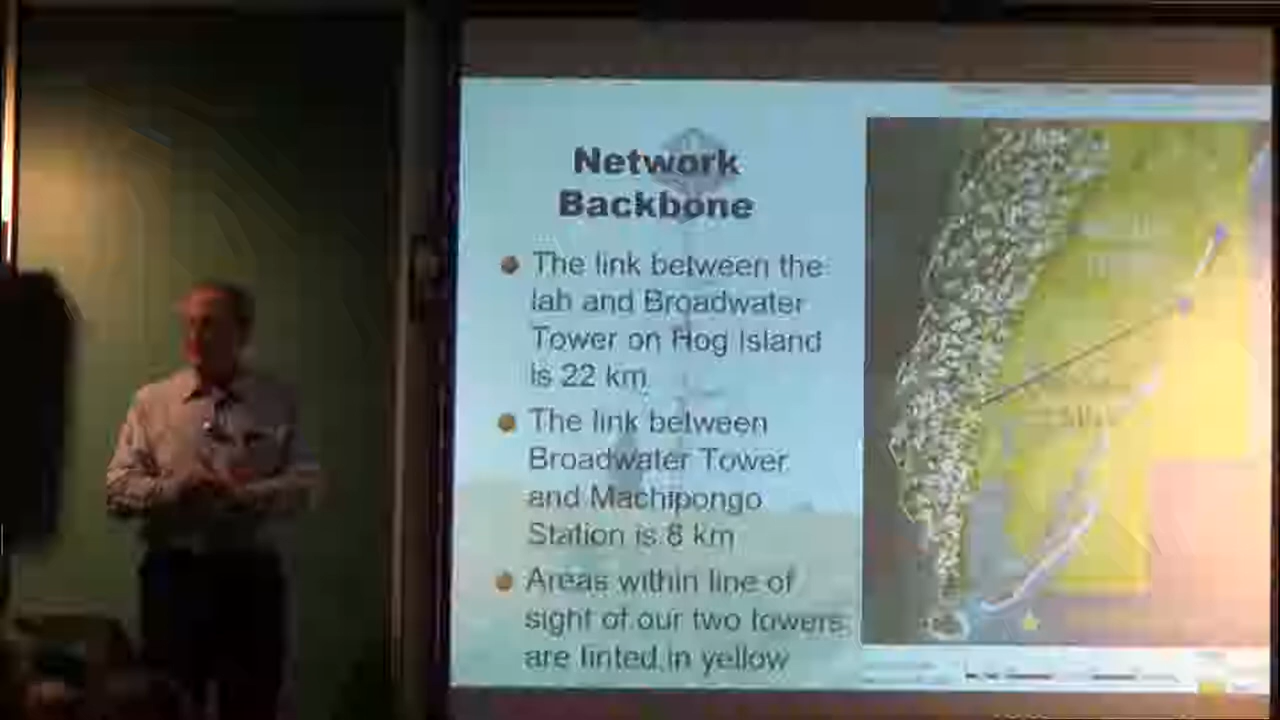 Network
Backbone
The link between the
lab and Broadwater
Tower on Hog Island
is 22 km
The link between
Broadwater Tower
and Machipongo
Station is 8 km
Areas within line of
sight of our two towers
are tinted in yellow